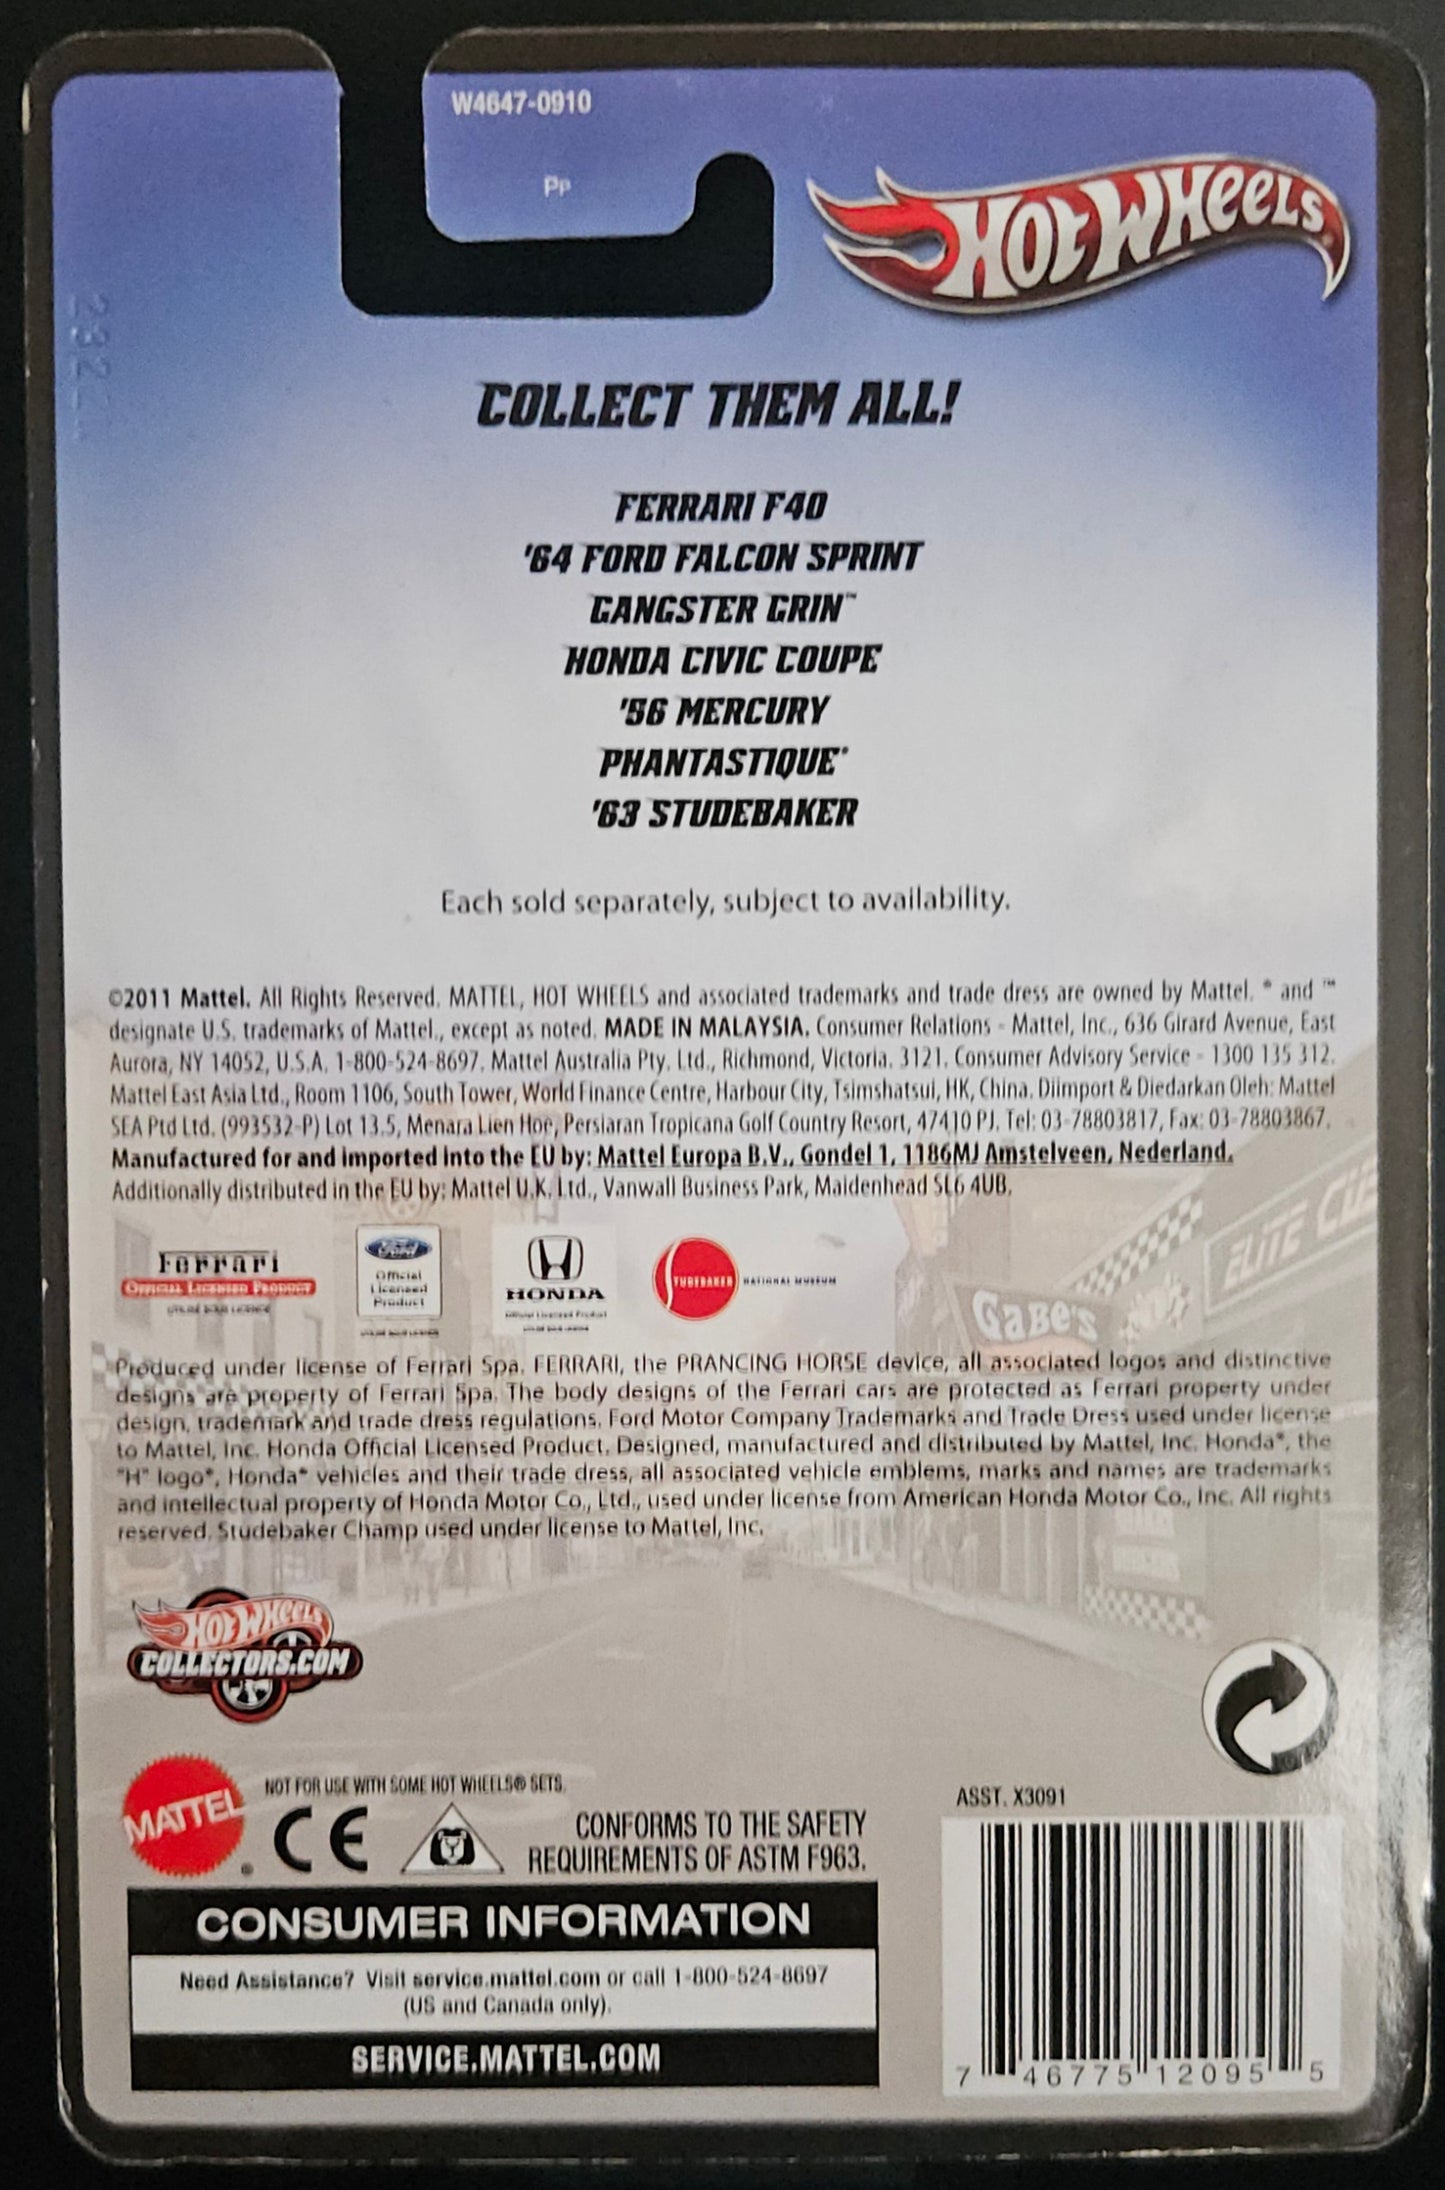 W4647-0910
Pp
HOT WHEELS
COLLECT THEM ALL!
FERRARI F40
'64 FORD FALCON SPRINT
GANGSTER GRIN™
HONDA CIVIC COUPE
'56 MERCURY
PHANTASTIQUE®
'63 STUDEBAKER
Each sold separately, subject to availability.
©2011 Mattel. All Rights Reserved. MATTEL, HOT WHEELS and associated trademarks and trade dress are owned by Mattel. ® and ™
designate U.S. trademarks of Mattel., except as noted. MADE IN MALAYSIA. Consumer Relations - Mattel, Inc., 636 Girard Avenue, East
Aurora, NY 14052, U.S.A. 1-800-524-8697. Mattel Australia Pty. Ltd., Richmond, Victoria. 3121. Consumer Advisory Service - 1300 135 312.
Mattel East Asia Ltd., Room 1106, South Tower, World Finance Centre, Harbour City, Tsimshatsui, HK, China. Diimport & Diedarkan Oleh: Mattel
SEA Ptd Ltd. (993532-P) Lot 13.5, Menara Lien Hoe, Persiaran Tropicana Golf Country Resort, 47410 PJ. Tel: 03-78803817, Fax: 03-78803867.
Manufactured for and imported into the EU by: Mattel Europa B.V., Gondel 1, 1186MJ Amstelveen, Nederland.
Additionally distributed in the EU by: Mattel U.K. Ltd., Vanwall Business Park, Maidenhead SL6 4UB.
ELITE
Ferrari
OFFICIAL LICENSED PRODUCT
Ford
Official
Licensed
Product
HONDA
Official Licensed Product
STUDEBAKER NATIONAL MUSEUM
GABE'S
Produced under license of Ferrari Spa. FERRARI, the PRANCING HORSE device, all associated logos and distinctive
designs are property of Ferrari Spa. The body designs of the Ferrari cars are protected as Ferrari property under
design, trademark and trade dress regulations. Ford Motor Company Trademarks and Trade Dress used under license
to Mattel, Inc. Honda Official Licensed Product. Designed, manufactured and distributed by Mattel, Inc. Honda®, the
"H" logo®, Honda® vehicles and their trade dress, all associated vehicle emblems, marks and names are trademarks
and intellectual property of Honda Motor Co., Ltd., used under license from American Honda Motor Co., Inc. All rights
reserved. Studebaker Champ used under license to Mattel, Inc.
HOT WHEELS
COLLECTORS.COM
MATTEL
NOT FOR USE WITH SOME HOT WHEELS® SETS.
CE
CONFORMS TO THE SAFETY
REQUIREMENTS OF ASTM F963.
CONSUMER INFORMATION
Need Assistance? Visit service.mattel.com or call 1-800-524-8697
(US and Canada only).
SERVICE.MATTEL.COM
ASST. X3091
7 46775 12095 5